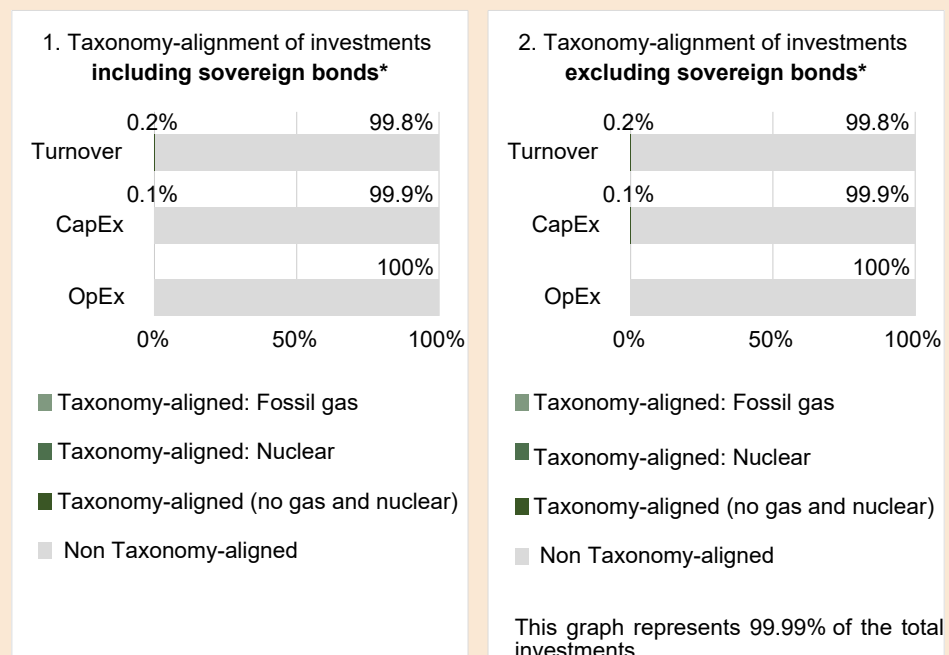 1. Taxonomy-alignment of investments
including sovereign bonds*
0.2% 99.8%
Turnover
0.1% 99.9%
CapEx
100%
OpEx
0% 50% 100%
Taxonomy-aligned: Fossil gas
Taxonomy-aligned: Nuclear
Taxonomy-aligned (no gas and nuclear)
Non Taxonomy-aligned
2. Taxonomy-alignment of investments
excluding sovereign bonds*
0.2% 99.8%
Turnover
0.1% 99.9%
CapEx
100%
OpEx
0% 50% 100%
Taxonomy-aligned: Fossil gas
Taxonomy-aligned: Nuclear
Taxonomy-aligned (no gas and nuclear)
Non Taxonomy-aligned
This graph represents 99.99% of the total
investments